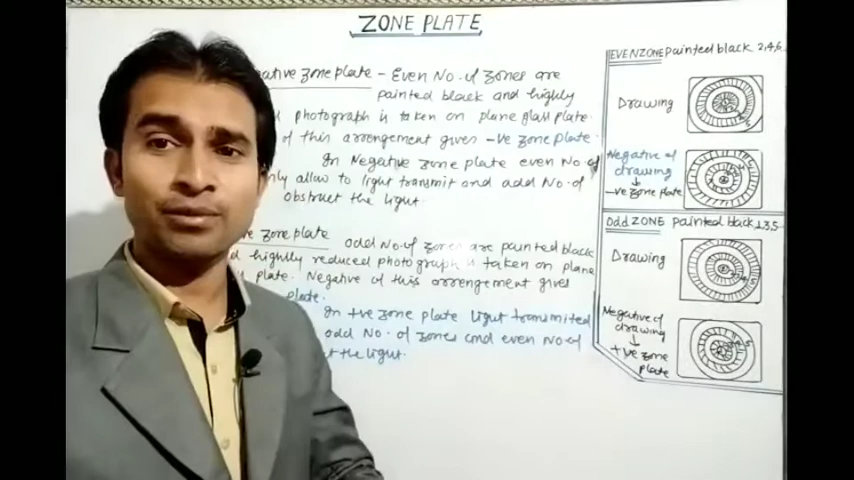 ZONE PLATE
ative zone plate - Even No. of zones are
painted black and highly
photograph is taken on plane glass plate.
of this arrangement gives -ve zone plate.
In Negative zone plate even No. of
nly allow to light transmit and add No. of
obstruct the light.
ve zone plate
odd No. of zones are painted black
d highly reduced photograph is taken on plane
plate. Negative of this arrangement gives
plate.
In +ve zone plate Light transmitted
odd No. of zones and even No. of
t the light.
EVEN ZONE painted black 2,4,6
Drawing
Negative of
drawing
-ve zone plate
Odd ZONE painted black 1,3,5
Drawing
Negative of
drawing
+ve zone
plate